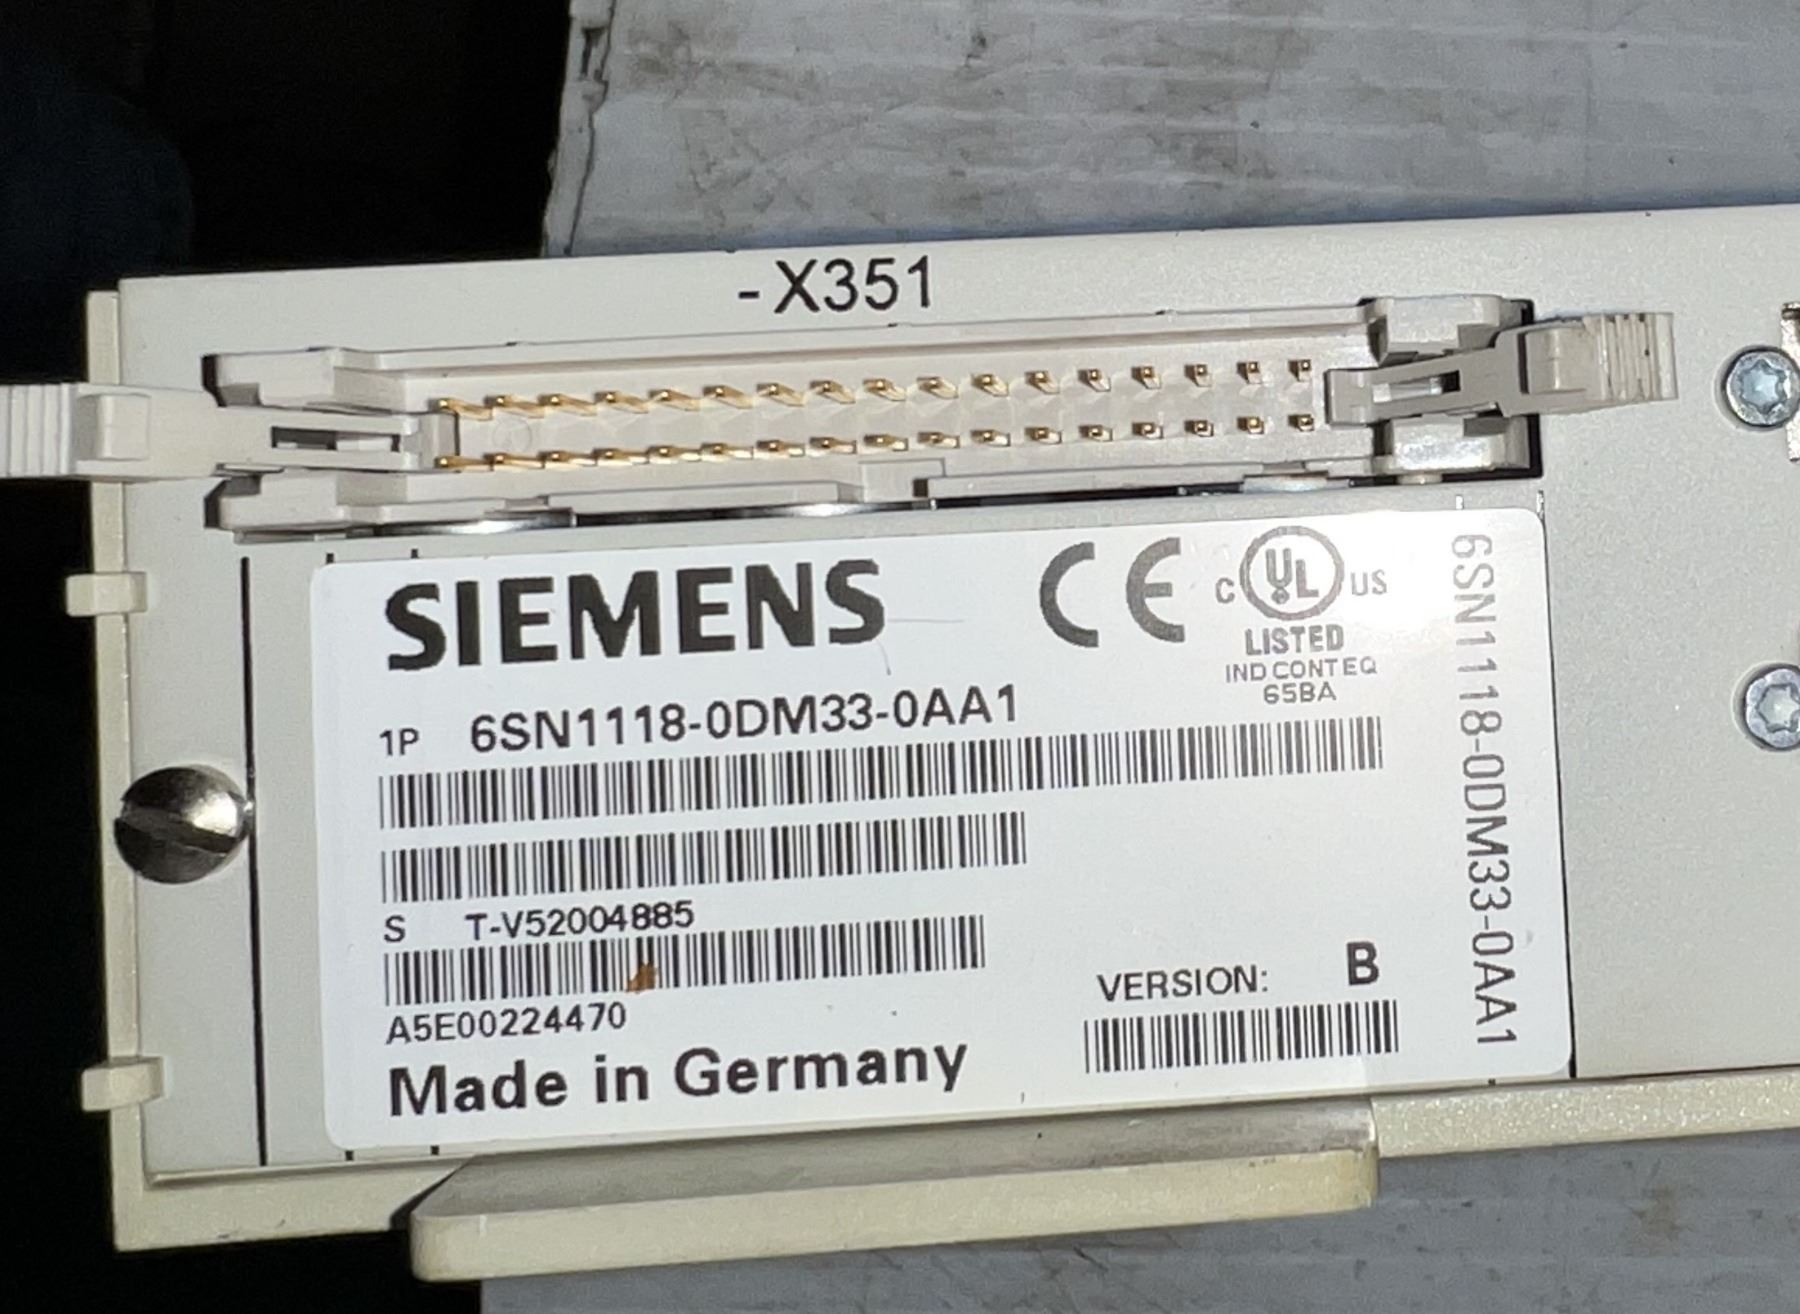 -X351
SIEMENS
CE
C UL US
LISTED
IND CONT EQ
65BA
1P 6SN1118-0DM33-0AA1
S T-V52004885
A5E00224470
Made in Germany
VERSION: B
6SN1118-0DM33-0AA1